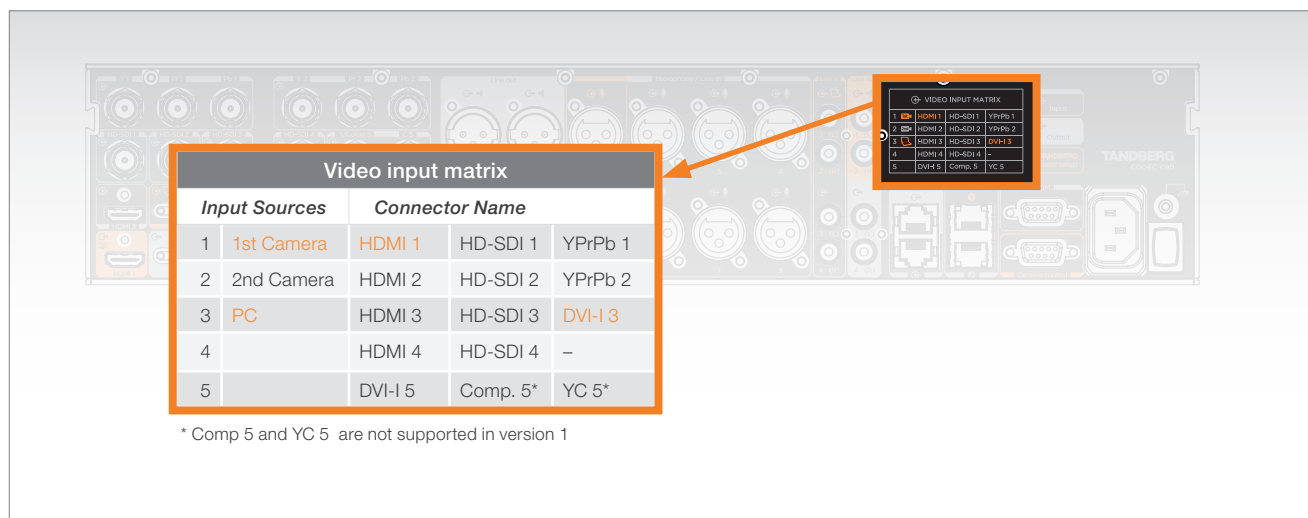 VIDEO INPUT MATRIX
1 HDMI 1 HD-SDI 1 YPrPb 1
2 HDMI 2 HD-SDI 2 YPrPb 2
3 HDMI 3 HD-SDI 3 DVI-I 3
4 HDMI 4 HD-SDI 4 -
5 DVI-I 5 Comp. 5 YC 5
TANDBERG
Video input matrix
Input Sources Connector Name
1 1st Camera HDMI 1 HD-SDI 1 YPrPb 1
2 2nd Camera HDMI 2 HD-SDI 2 YPrPb 2
3 PC HDMI 3 HD-SDI 3 DVI-I 3
4 HDMI 4 HD-SDI 4 –
5 DVI-I 5 Comp. 5* YC 5*
* Comp 5 and YC 5 are not supported in version 1